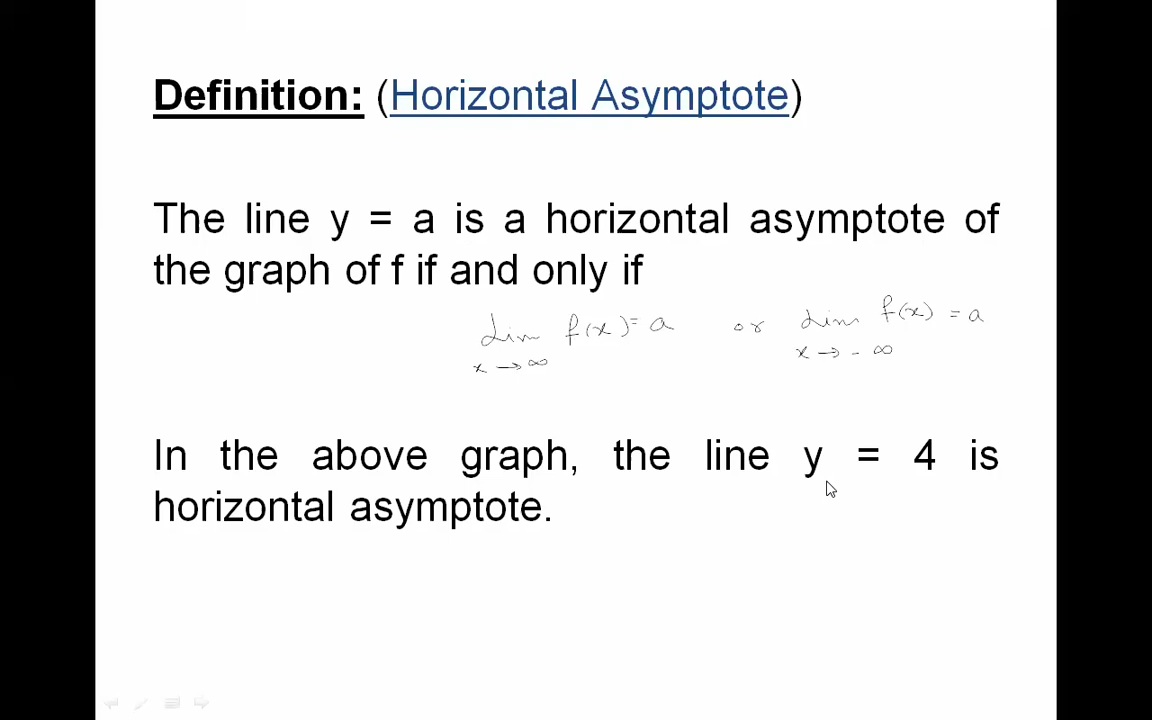 Definition: (Horizontal Asymptote)
The line y = a is a horizontal asymptote of
the graph of f if and only if
lim f(x) = a or lim f(x) = a
x → ∞ x → - ∞
In the above graph, the line y = 4 is
horizontal asymptote.